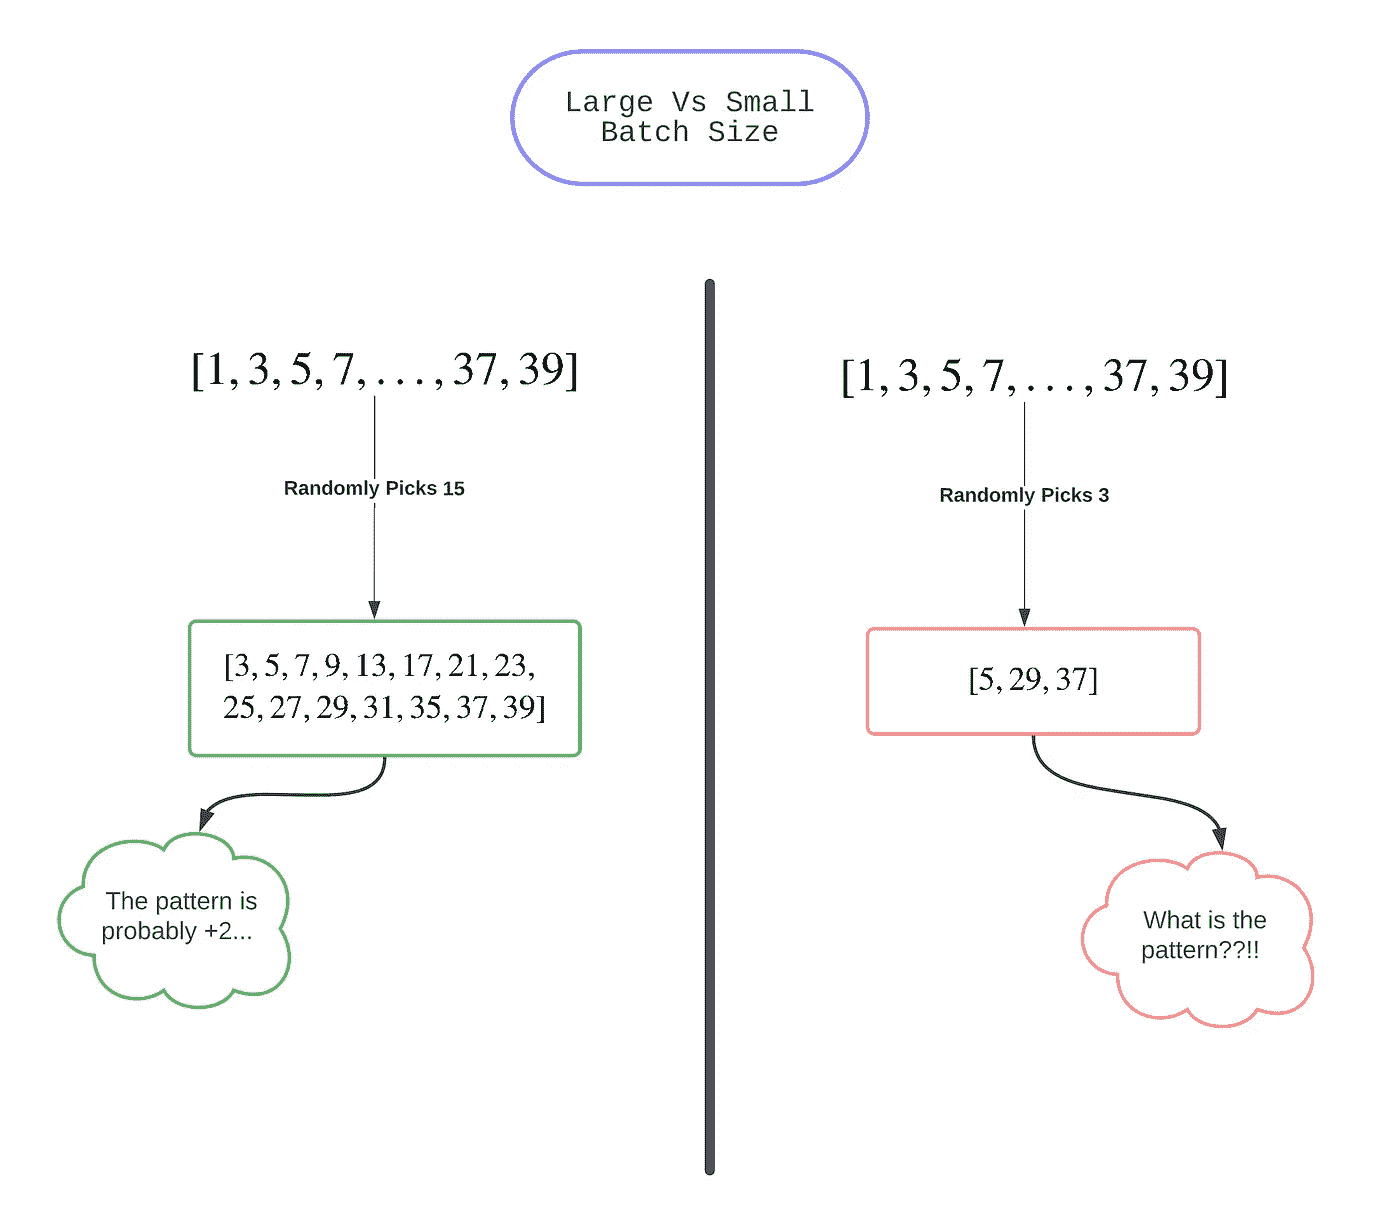 Large Vs Small
Batch Size
[1, 3, 5, 7, . . . , 37, 39]
Randomly Picks 15
[3, 5, 7, 9, 13, 17, 21, 23,
25, 27, 29, 31, 35, 37, 39]
The pattern is
probably +2...
[1, 3, 5, 7, . . . , 37, 39]
Randomly Picks 3
[5, 29, 37]
What is the
pattern??!!